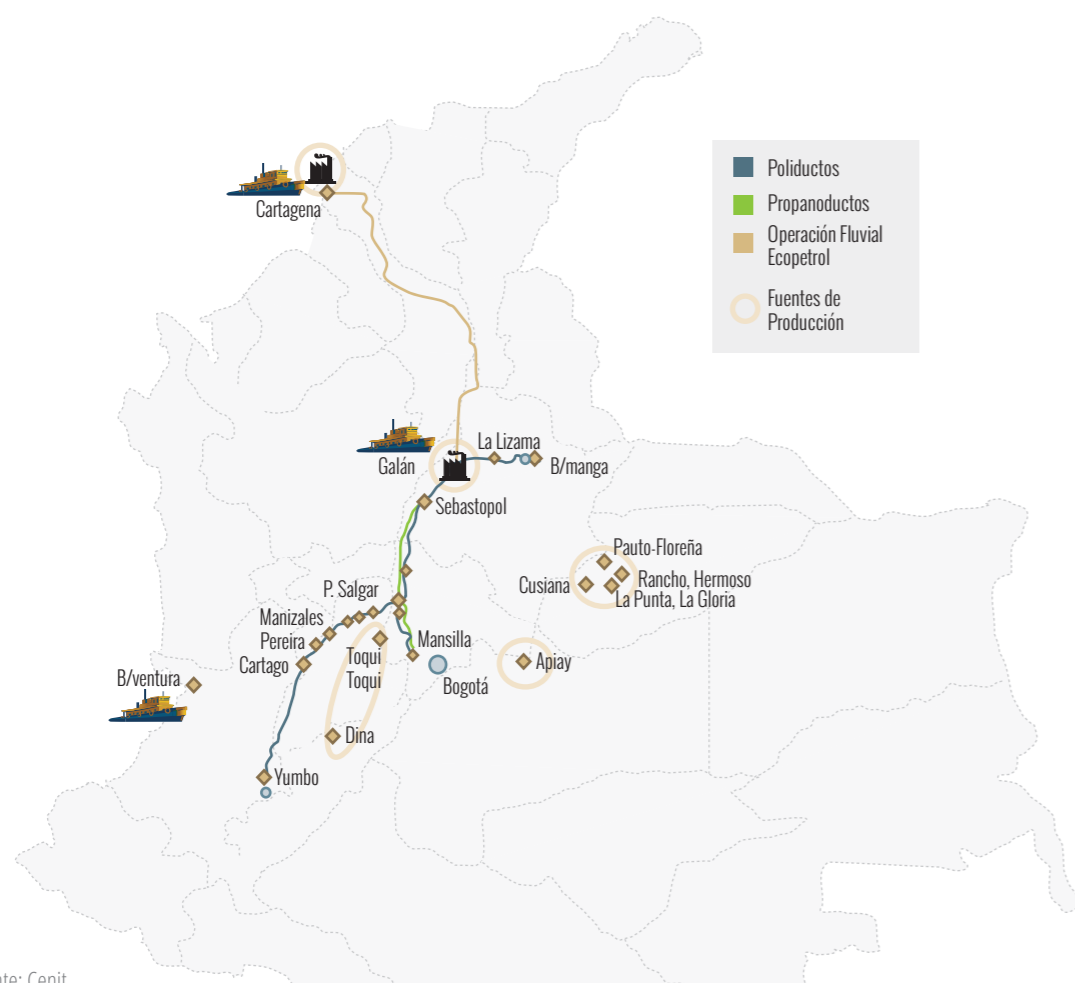 Poliductos
Propanoductos
Operación Fluvial
Ecopetrol
Fuentes de
Producción
Cartagena
La Lizama
Galán
B/manga
Sebastopol
Pauto-Floreña
Cusiana
Rancho, Hermoso
La Punta, La Gloria
P. Salgar
Manizales
Pereira
Cartago
Mansilla
Toqui
Toqui
Apiay
B/ventura
Bogotá
Dina
Yumbo
Cenit